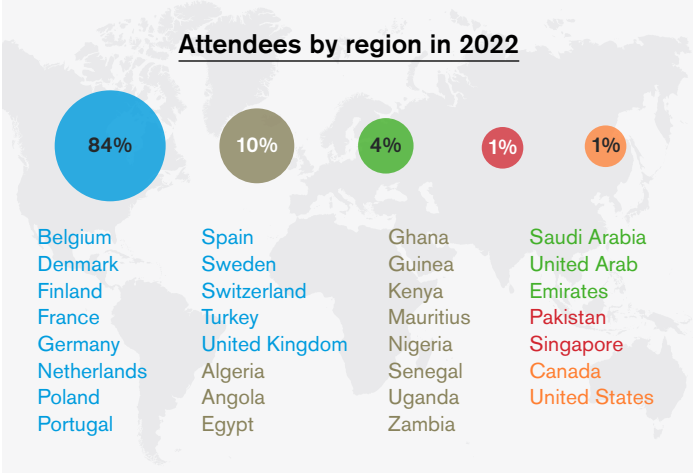 Attendees by region in 2022
84%
10%
4%
1%
1%
Belgium
Denmark
Finland
France
Germany
Netherlands
Poland
Portugal
Spain
Sweden
Switzerland
Turkey
United Kingdom
Algeria
Angola
Egypt
Ghana
Guinea
Kenya
Mauritius
Nigeria
Senegal
Uganda
Zambia
Saudi Arabia
United Arab
Emirates
Pakistan
Singapore
Canada
United States